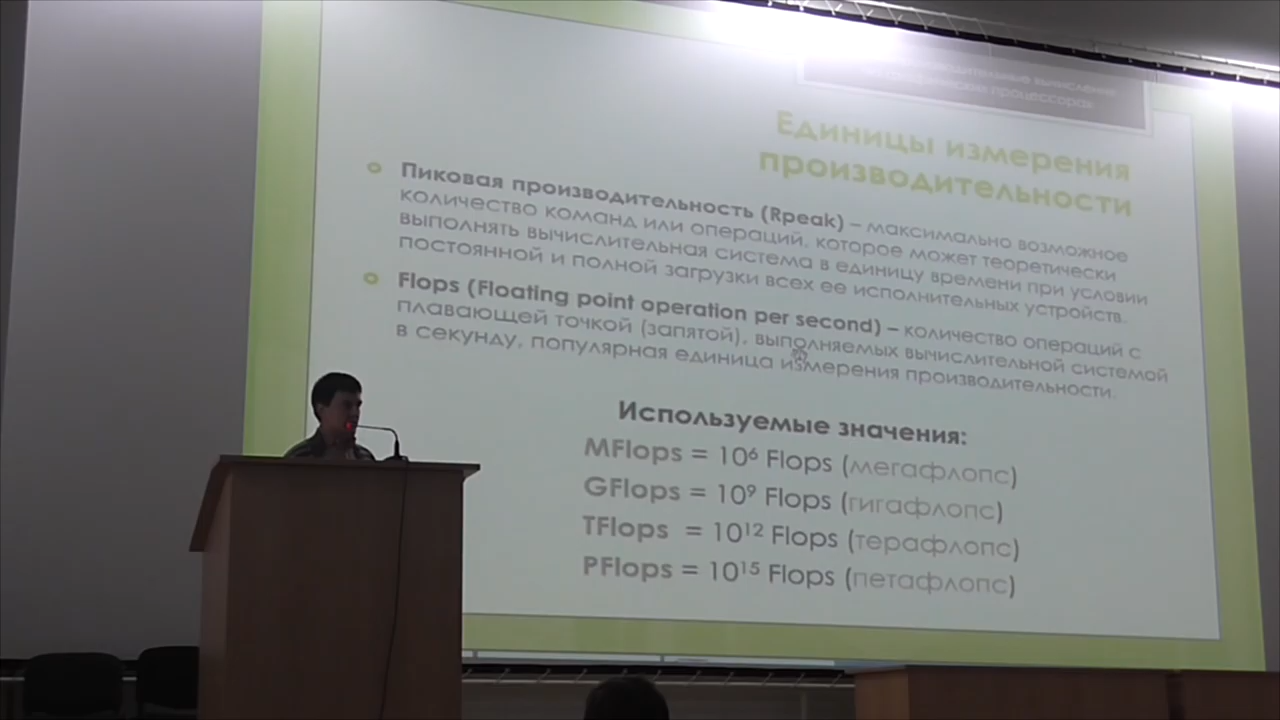 вычисления
процессорах
Единицы измерения
производительности
Пиковая производительность (Rpeak) – максимально возможное
количество команд или операций, которое может теоретически
выполнять вычислительная система в единицу времени при условии
постоянной и полной загрузки всех ее исполнительных устройств.
Flops (Floating point operation per second) – количество операций с
плавающей точкой (запятой), выполняемых вычислительной системой
в секунду, популярная единица измерения производительности.
Используемые значения:
MFlops = 10⁶ Flops (мегафлопс)
GFlops = 10⁹ Flops (гигафлопс)
TFlops = 10¹² Flops (терафлопс)
PFlops = 10¹⁵ Flops (петафлопс)